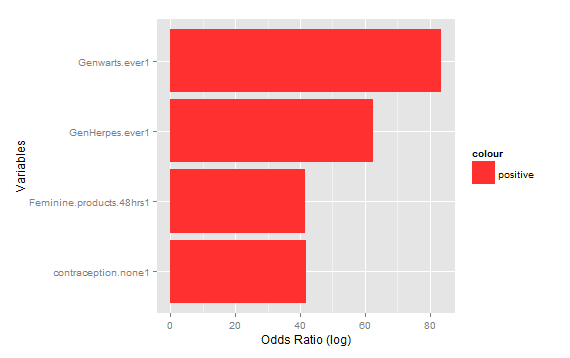 Genwarts.ever1
GenHerpes.ever1
Feminine.products.48hrs1
contraception.none1
Variables
0 20 40 60 80
Odds Ratio (log)
colour
positive